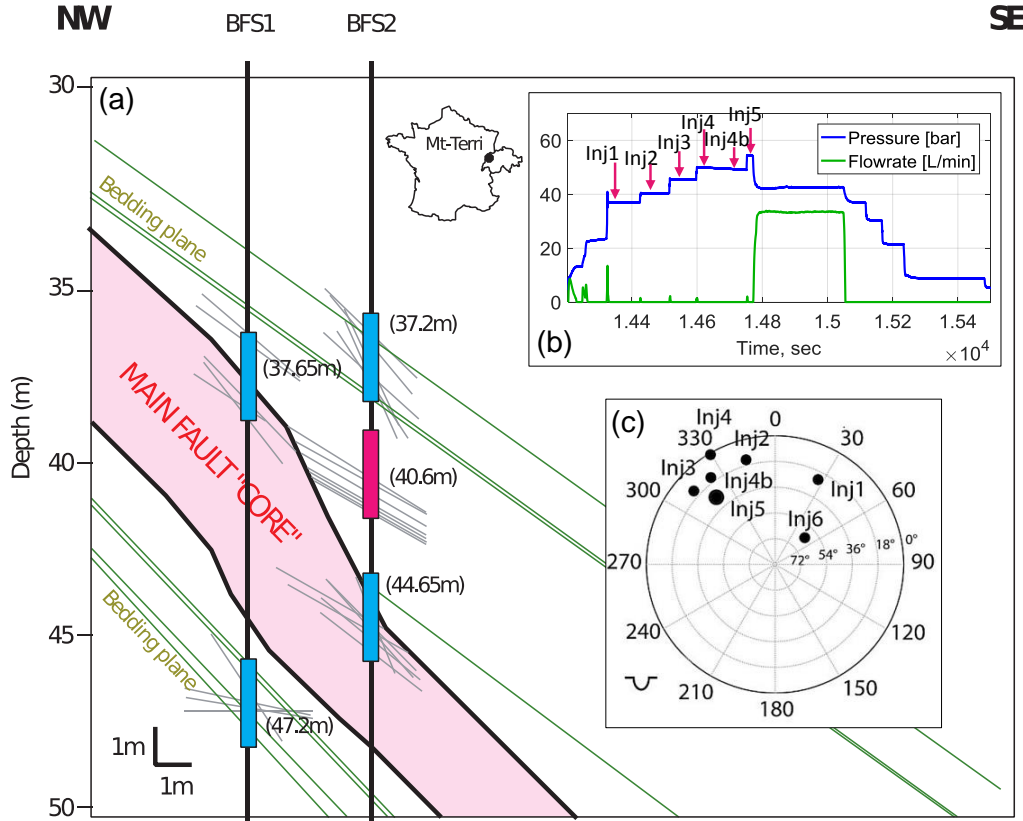 NW
BFS1
BFS2
SE
(a)
30
35
40
45
50
Depth (m)
Bedding plane
Bedding plane
MAIN FAULT "CORE"
(37.65m)
(37.2m)
(40.6m)
(44.65m)
(47.2m)
1m
1m
Mt-Terri
60
40
20
0
Inj1
Inj2
Inj3
Inj4
Inj4b
Inj5
Pressure [bar]
Flowrate [L/min]
1.44
1.46
1.48
1.5
1.52
1.54
(b)
Time, sec
×10⁴
(c)
0
30
60
90
120
150
180
210
240
270
300
330
Inj4
Inj2
Inj3
Inj4b
Inj5
Inj1
Inj6
72°
54°
36°
18°
0°